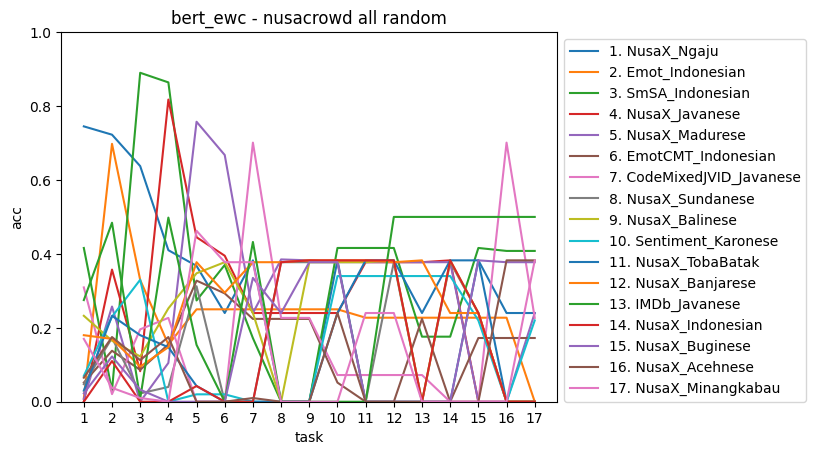 bert_ewc - nusacrowd all random
1.0
0.8
0.6
0.4
0.2
0.0
acc
1 2 3 4 5 6 7 8 9 10 11 12 13 14 15 16 17
task
1. NusaX_Ngaju
2. Emot_Indonesian
3. SmSA_Indonesian
4. NusaX_Javanese
5. NusaX_Madurese
6. EmotCMT_Indonesian
7. CodeMixedJVID_Javanese
8. NusaX_Sundanese
9. NusaX_Balinese
10. Sentiment_Karonese
11. NusaX_TobaBatak
12. NusaX_Banjarese
13. IMDb_Javanese
14. NusaX_Indonesian
15. NusaX_Buginese
16. NusaX_Acehnese
17. NusaX_Minangkabau